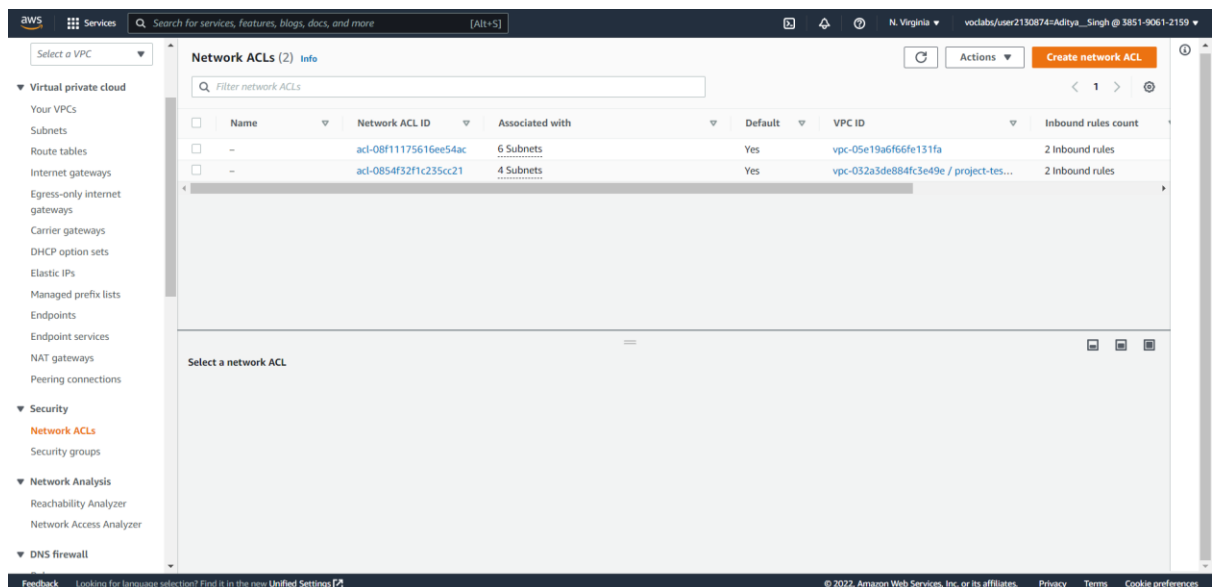 aws Services Search for services, features, blogs, docs, and more [Alt+S] N. Virginia voclabs/user2130874=Aditya__Singh @ 3851-9061-2159
Select a VPC
Virtual private cloud
Your VPCs
Subnets
Route tables
Internet gateways
Egress-only internet
gateways
Carrier gateways
DHCP option sets
Elastic IPs
Managed prefix lists
Endpoints
Endpoint services
NAT gateways
Peering connections
Security
Network ACLs
Security groups
Network Analysis
Reachability Analyzer
Network Access Analyzer
DNS firewall
Network ACLs (2) Info
Actions
Create network ACL
Filter network ACLs
1
Name Network ACL ID Associated with Default VPC ID Inbound rules count
– acl-08f11175616ee54ac 6 Subnets Yes vpc-05e19a6f66fe131fa 2 Inbound rules
– acl-0854f32f1c235cc21 4 Subnets Yes vpc-032a3de884fc3e49e / project-tes... 2 Inbound rules
Select a network ACL
Feedback Looking for language selection? Find it in the new Unified Settings © 2022, Amazon Web Services, Inc. or its affiliates. Privacy Terms Cookie preferences